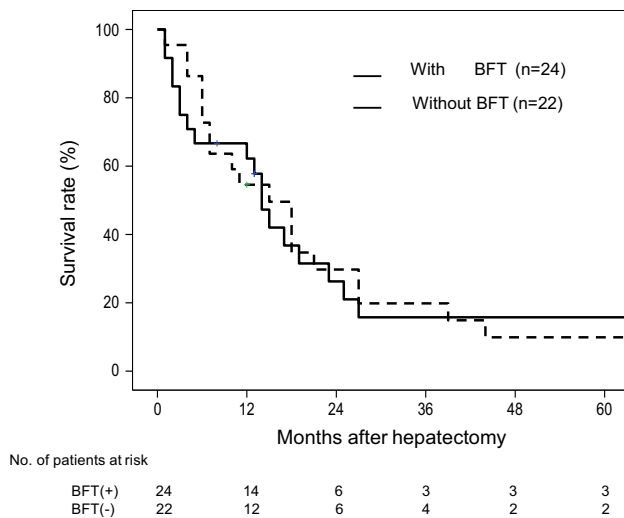 100
80
60
40
20
0
Survival rate (%)
With BFT (n=24)
Without BFT (n=22)
0 12 24 36 48 60
Months after hepatectomy
No. of patients at risk
BFT(+) 24 14 6 3 3 3
BFT(-) 22 12 6 4 2 2